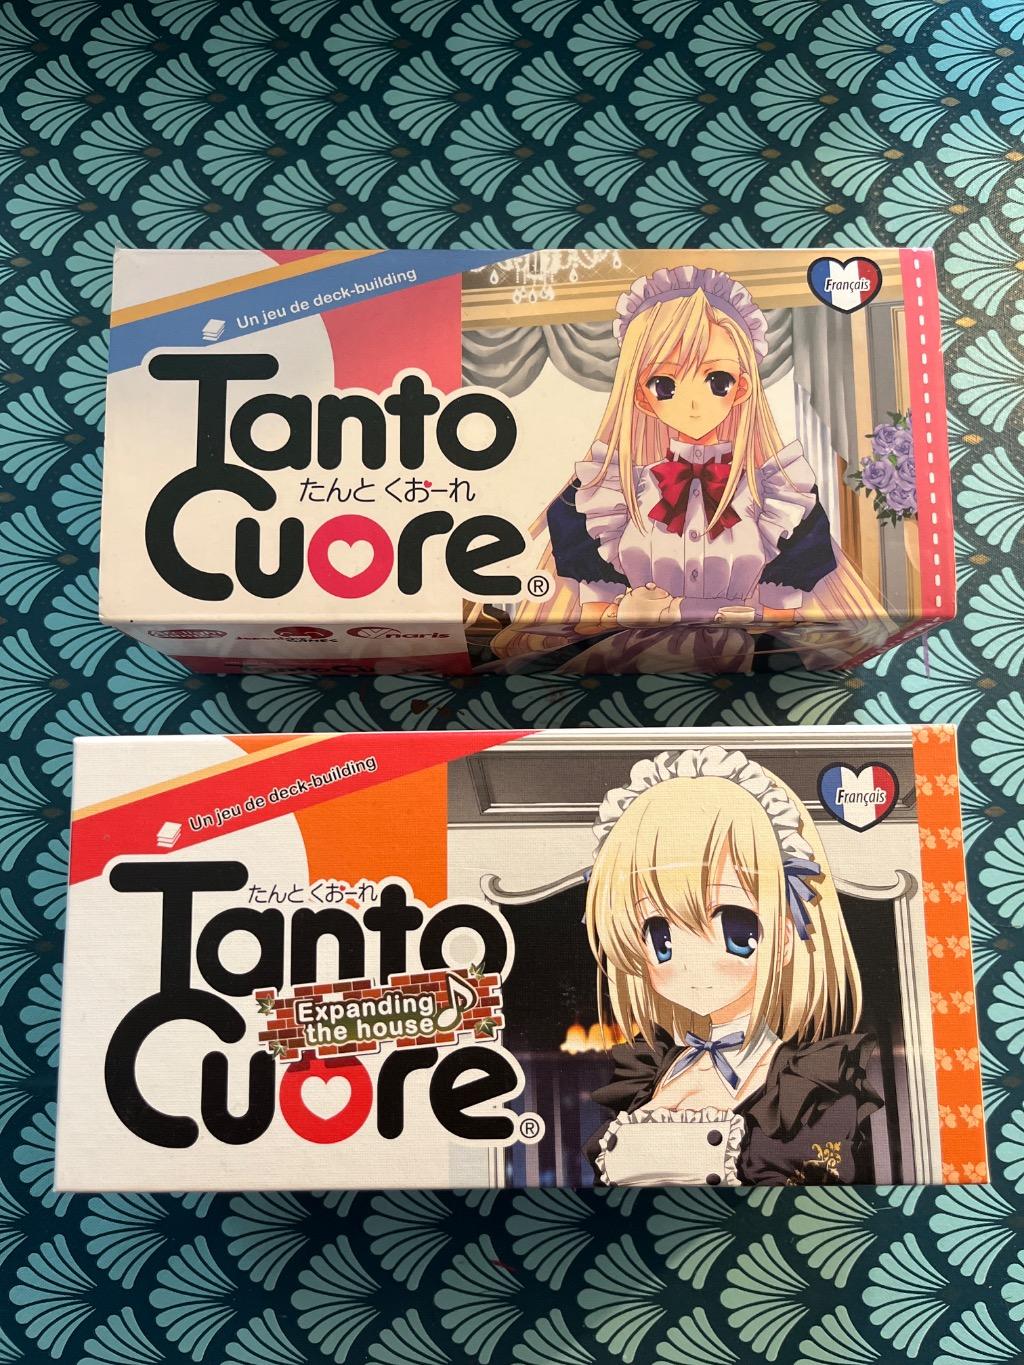 Un jeu de deck-building
Français
Tanto
たんとくおーれ
Cuore®
naris
Un jeu de deck-building
Français
たんとくおーれ
Tanto
Expanding
the house
Cuore®